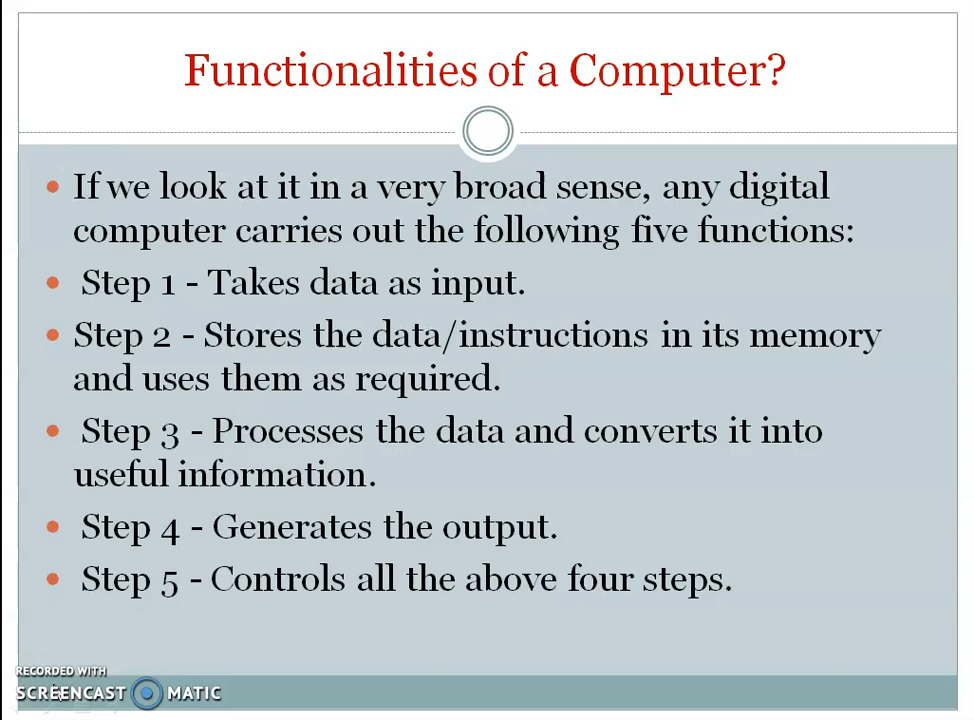 Functionalities of a Computer?
If we look at it in a very broad sense, any digital
computer carries out the following five functions:
Step 1 - Takes data as input.
Step 2 - Stores the data/instructions in its memory
and uses them as required.
Step 3 - Processes the data and converts it into
useful information.
Step 4 - Generates the output.
Step 5 - Controls all the above four steps.
RECORDED WITH
SCREENCAST MATIC